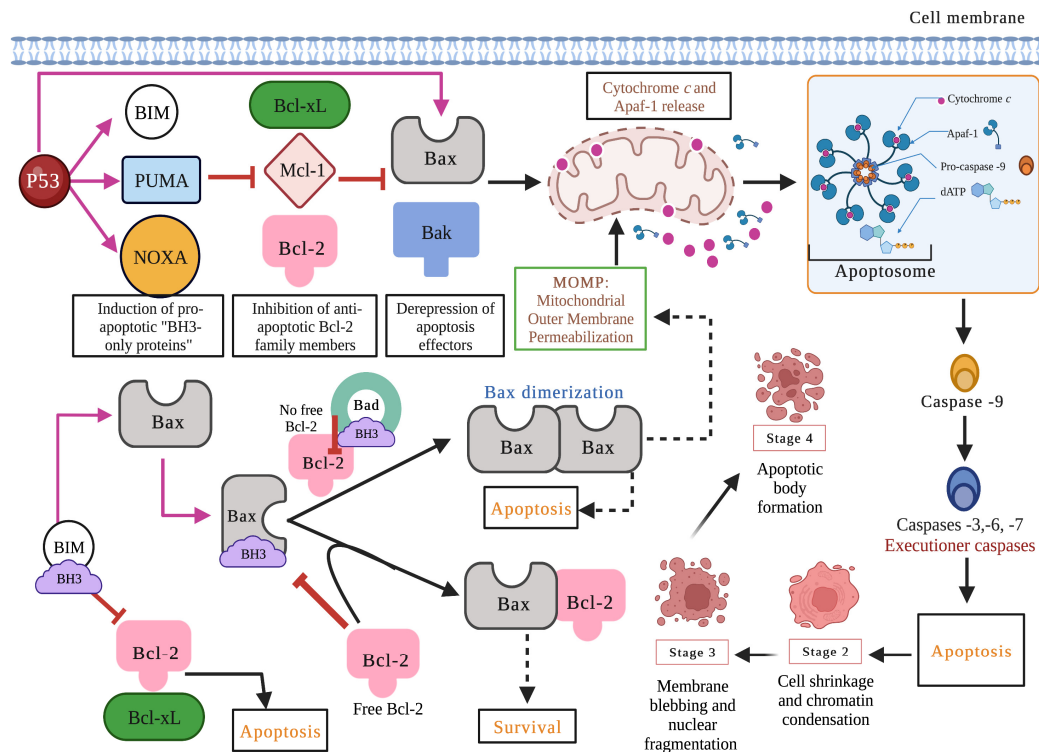 Cell membrane
P53
BIM
PUMA
NOXA
Bcl-xL
Mcl-1
Bcl-2
Bax
Bak
Induction of pro-
apoptotic "BH3-
only proteins"
Inhibition of anti-
apoptotic Bcl-2
family members
Derepression of
apoptosis
effectors
Cytochrome c and
Apaf-1 release
MOMP:
Mitochondrial
Outer Membrane
Permeabilization
Cytochrome c
Apaf-1
Pro-caspase -9
dATP
Apoptosome
Caspase -9
Caspases -3,-6, -7
Executioner caspases
Apoptosis
Stage 2
Cell shrinkage
and chromatin
condensation
Stage 3
Membrane
blebbing and
nuclear
fragmentation
Stage 4
Apoptotic
body
formation
Bax
BIM
BH3
Bcl-2
Bcl-xL
Apoptosis
Bax
BH3
No free
Bcl-2
Bad
BH3
Bcl-2
Bcl-2
Free Bcl-2
Bax dimerization
Bax
Bax
Apoptosis
Bax
Bcl-2
Survival